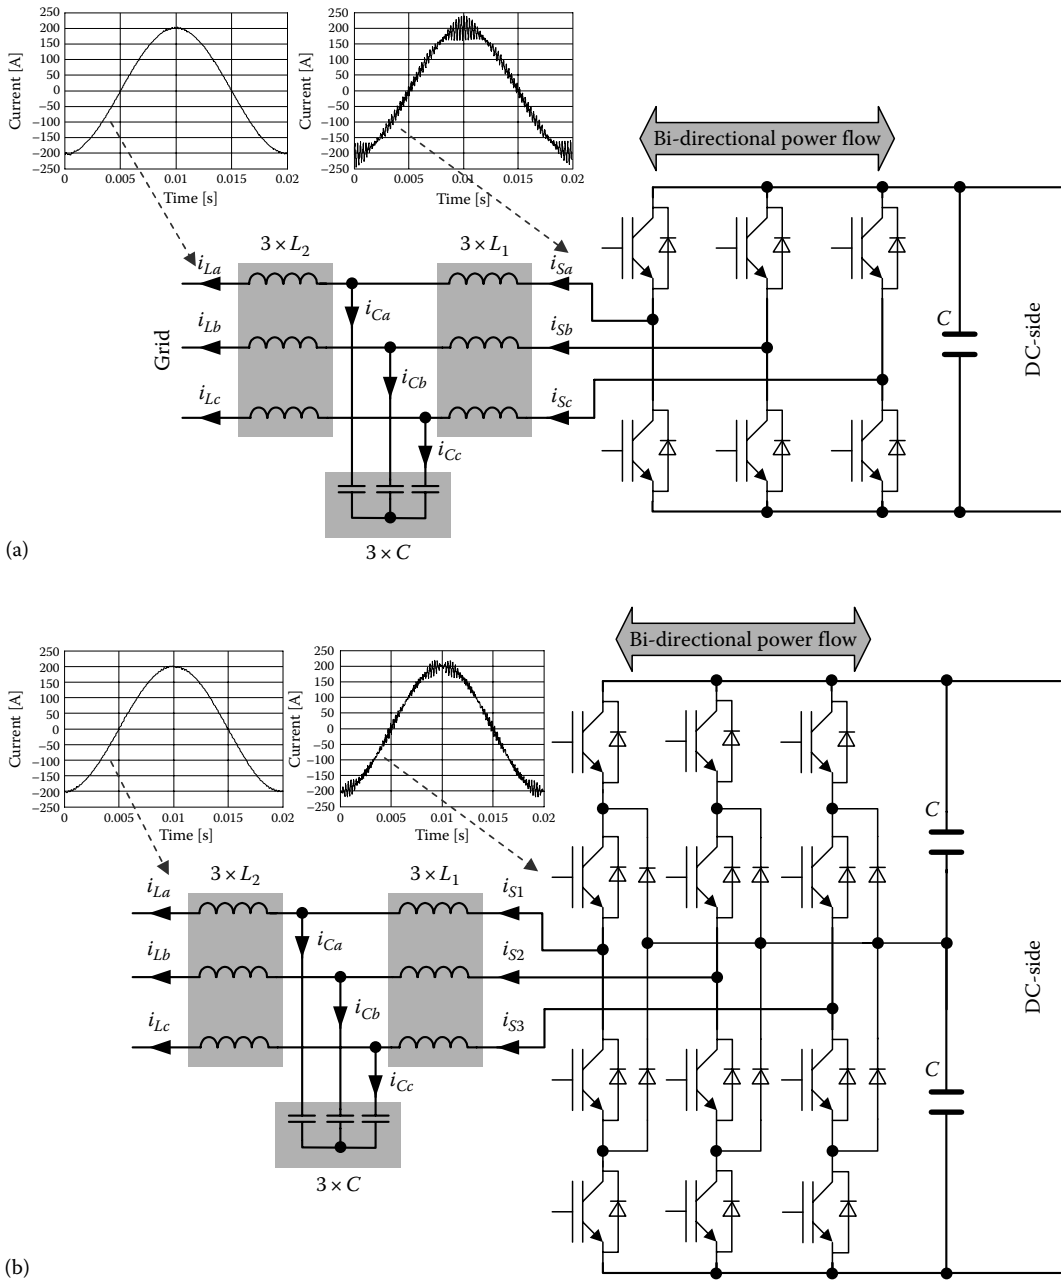 250
200
150
100
50
0
−50
−100
−150
−200
−250
Current [A]
0
0.005
0.01
0.015
0.02
Time [s]
250
200
150
100
50
0
−50
−100
−150
−200
−250
Current [A]
0
0.005
0.01
0.015
0.02
Time [s]
Bi-directional power flow
3 × L2
3 × L1
iLa
iSa
iCa
iLb
iSb
iCb
iLc
iSc
iCc
Grid
C
DC-side
3 × C
(a)
Bi-directional power flow
250
200
150
100
50
0
−50
−100
−150
−200
−250
Current [A]
0
0.005
0.01
0.015
0.02
Time [s]
250
200
150
100
50
0
−50
−100
−150
−200
−250
Current [A]
0
0.005
0.01
0.015
0.02
Time [s]
3 × L2
3 × L1
iLa
iS1
iCa
iLb
iS2
iCb
iLc
iS3
iCc
C
C
DC-side
3 × C
(b)